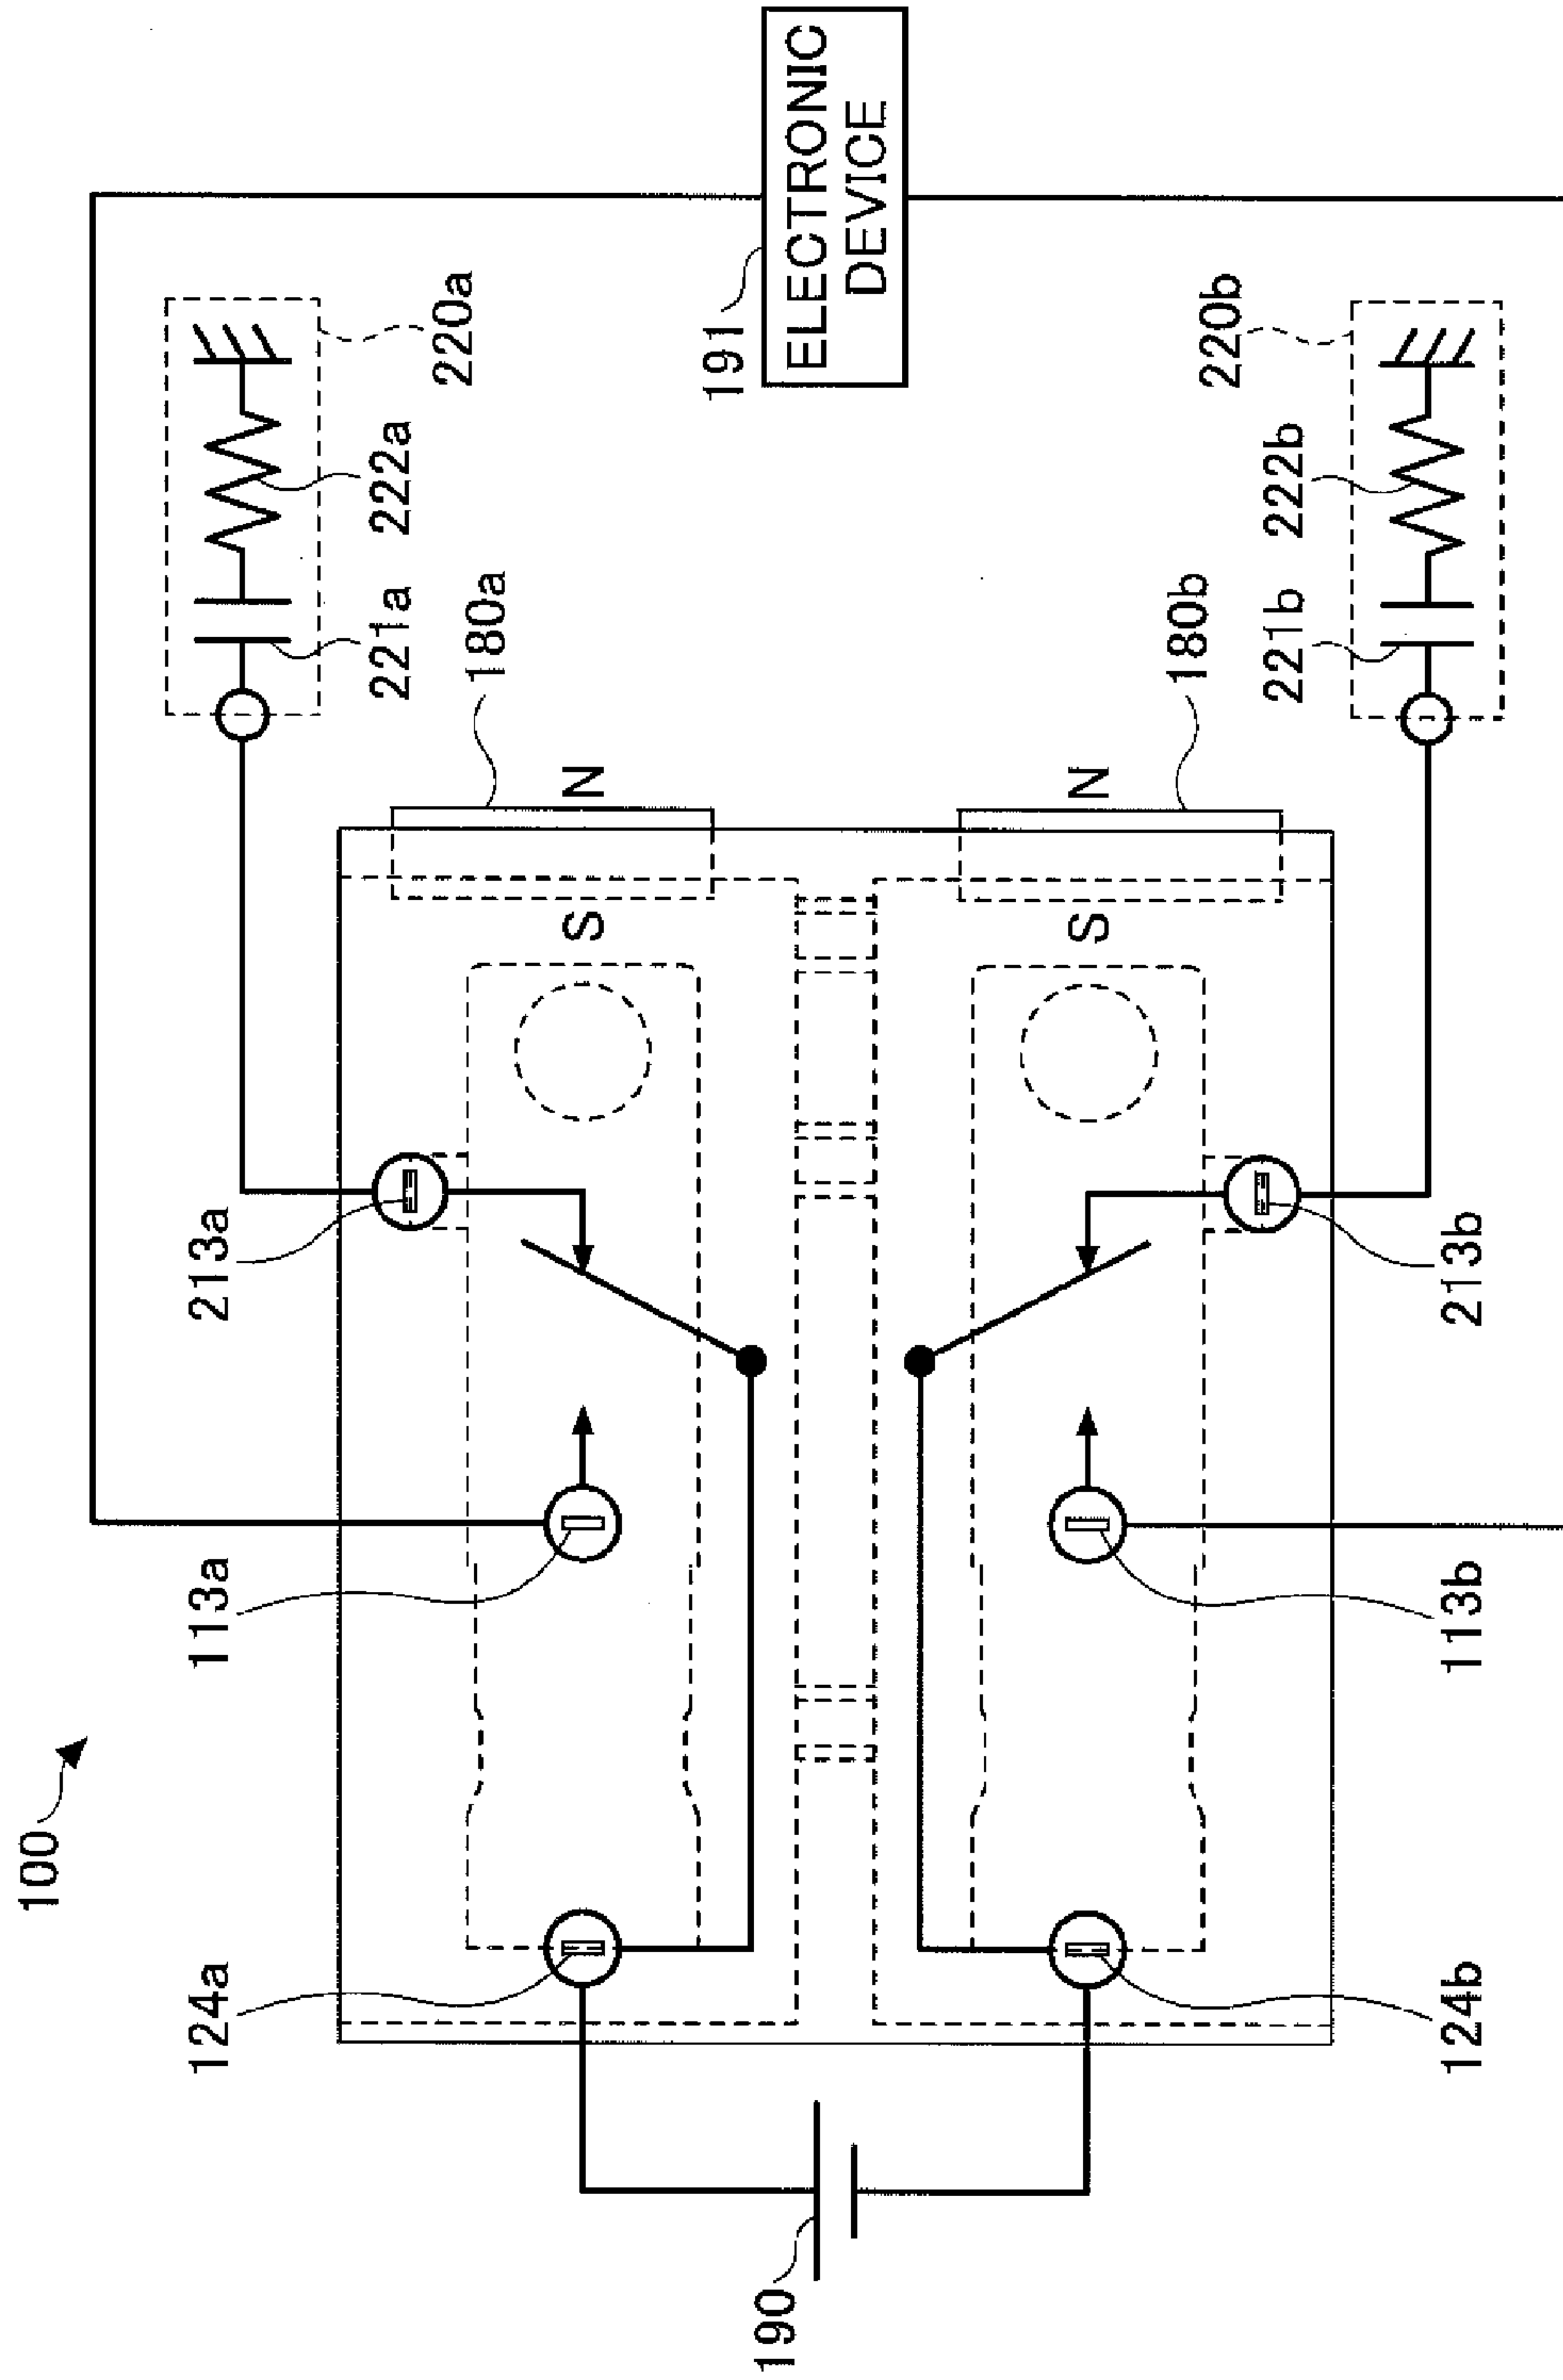 100
124a
113a
213a
221a
222a
220a
180a
S
N
191
ELECTRONIC
DEVICE
190
S
N
180b
220b
221b
222b
124b
113b
213b